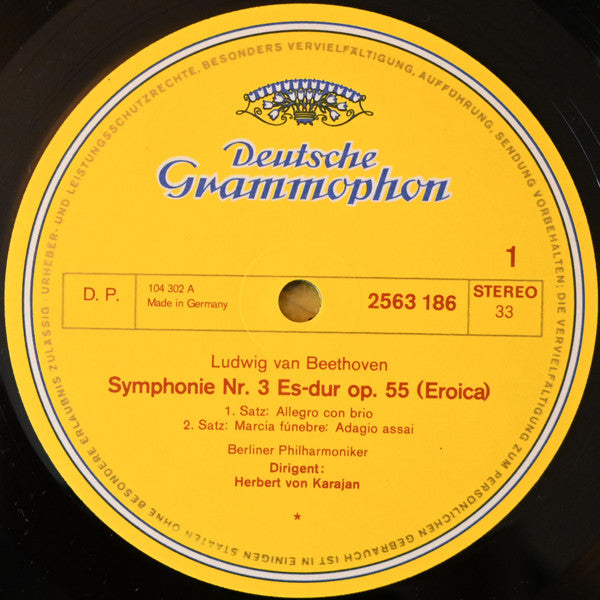 Deutsche
Grammophon
1
D. P.
104 302 A
Made in Germany
2563 186
STEREO
33
Ludwig van Beethoven
Symphonie Nr. 3 Es-dur op. 55 (Eroica)
1. Satz: Allegro con brio
2. Satz: Marcia fúnebre: Adagio assai
Berliner Philharmoniker
Dirigent:
Herbert von Karajan
*
URHEBER- UND LEISTUNGSSCHUTZRECHTE, BESONDERS VERVIELFÄLTIGUNG, AUFFÜHRUNG, SENDUNG VORBEHALTEN: DIE VERVIELFÄLTIGUNG ZUM PERSÖNLICHEN GEBRAUCH IST IN EINIGEN STAATEN OHNE BESONDERE ERLAUBNIS ZULÄSSIG ·